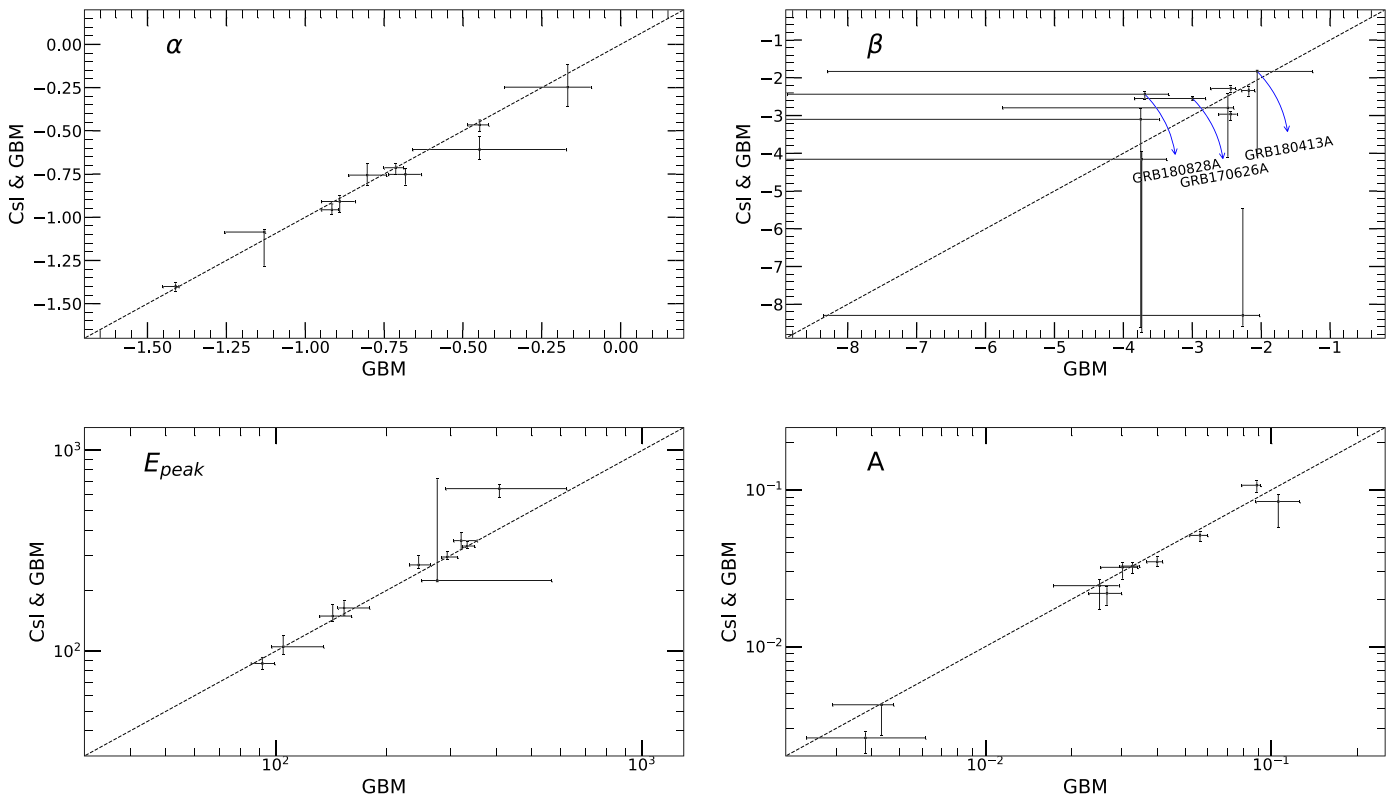 α
0.00
−0.25
−0.50
−0.75
−1.00
−1.25
−1.50
CsI & GBM
−1.50 −1.25 −1.00 −0.75 −0.50 −0.25 0.00
GBM
β
−1
−2
−3
−4
−5
−6
−7
−8
CsI & GBM
GRB180828A
GRB170626A
GRB180413A
−8 −7 −6 −5 −4 −3 −2 −1
GBM
E_peak
10³
10²
CsI & GBM
10² 10³
GBM
A
10⁻¹
10⁻²
CsI & GBM
10⁻² 10⁻¹
GBM